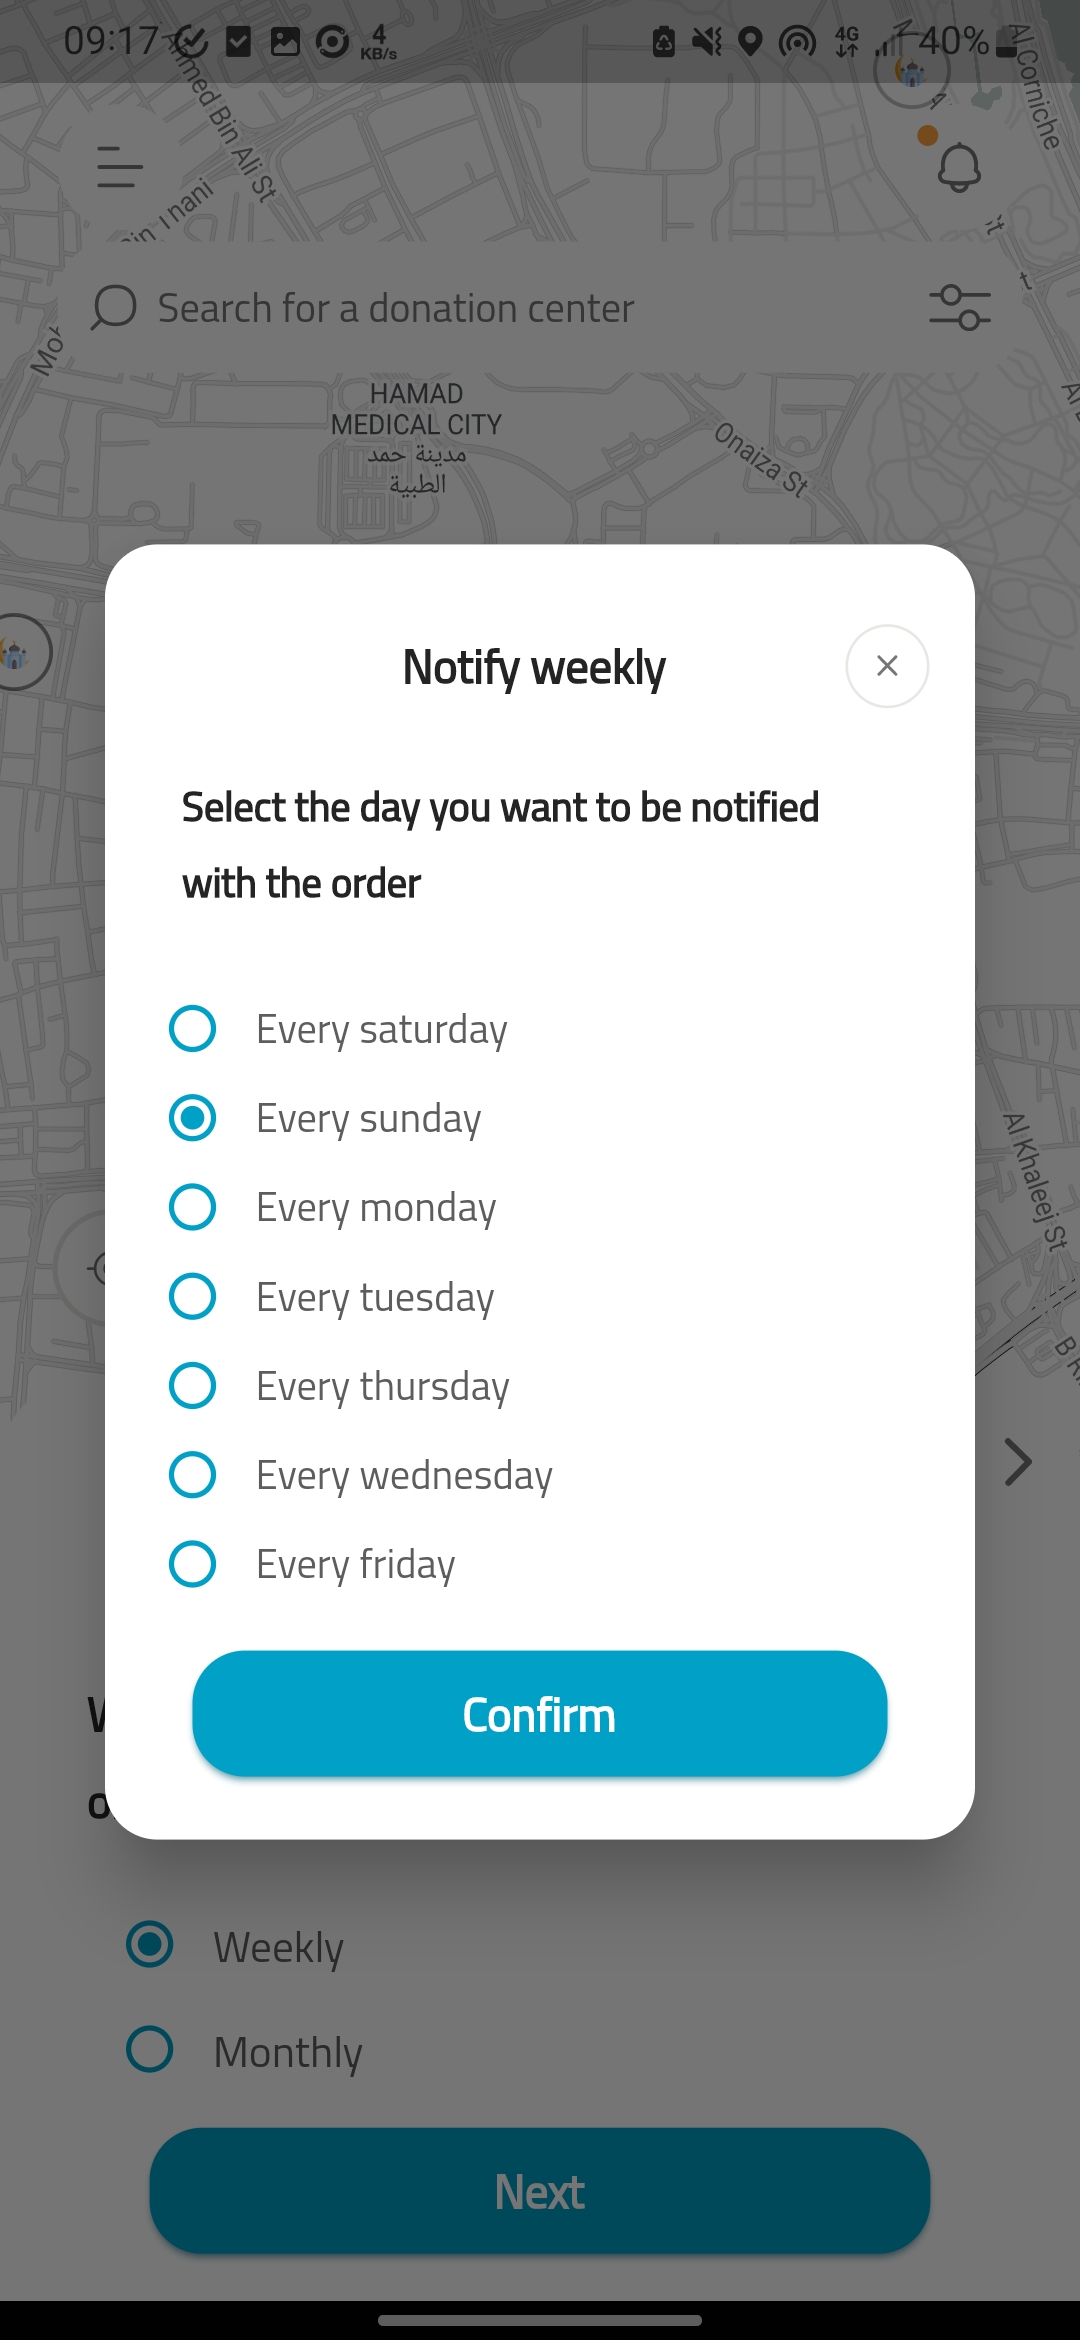 09:17
4
KB/s
4G
40%
Ahmed Bin Ali St
Al Corniche
Search for a donation center
HAMAD
MEDICAL CITY
مدينة حمد
الطبية
Onaiza St
Notify weekly
Select the day you want to be notified
with the order
Every saturday
Every sunday
Every monday
Every tuesday
Every thursday
Every wednesday
Every friday
Al Khaleej St
Confirm
Weekly
Monthly
Next